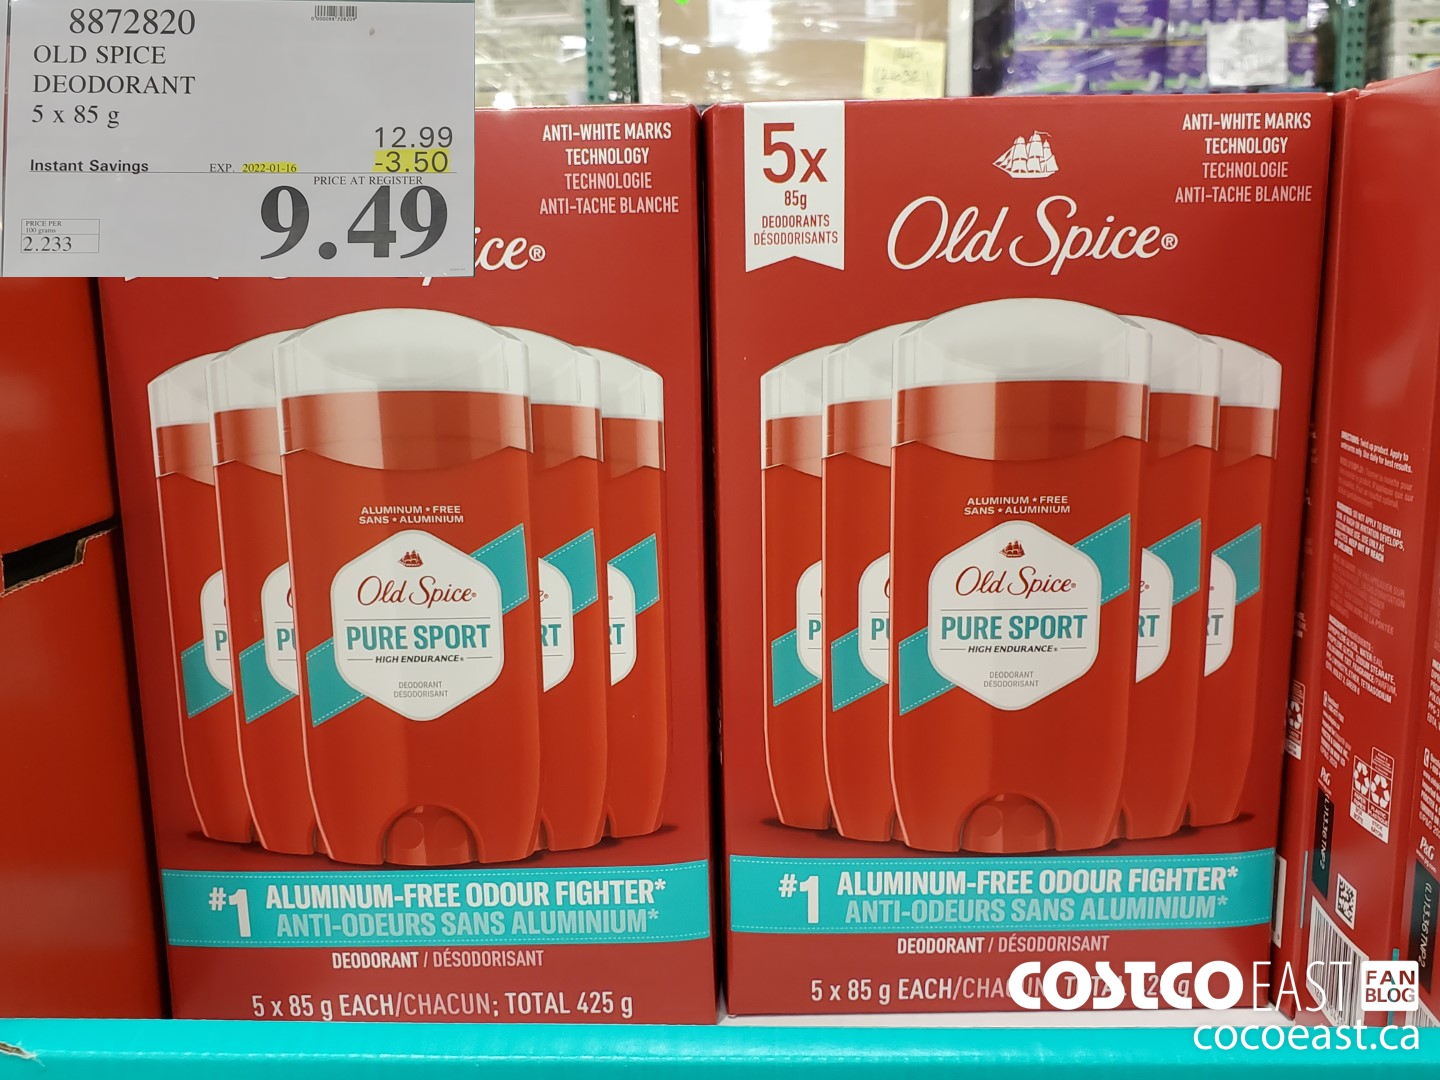 8872820
OLD SPICE
DEODORANT
5 x 85 g
12.99
-3.50
Instant Savings
EXP. 2022-01-16
PRICE AT REGISTER
9.49
PRICE PER
100 grams
2.233
ANTI-WHITE MARKS
TECHNOLOGY
TECHNOLOGIE
ANTI-TACHE BLANCHE
ice®
ALUMINUM • FREE
SANS • ALUMINIUM
Old Spice®
PURE SPORT
HIGH ENDURANCE®
DEODORANT
DÉSODORISANT
#1 ALUMINUM-FREE ODOUR FIGHTER*
ANTI-ODEURS SANS ALUMINIUM*
DEODORANT / DÉSODORISANT
5 x 85 g EACH/CHACUN; TOTAL 425 g
5x
85g
DEODORANTS
DÉSODORISANTS
ANTI-WHITE MARKS
TECHNOLOGY
TECHNOLOGIE
ANTI-TACHE BLANCHE
Old Spice®
ALUMINUM • FREE
SANS • ALUMINIUM
Old Spice®
PURE SPORT
HIGH ENDURANCE®
DEODORANT
DÉSODORISANT
#1 ALUMINUM-FREE ODOUR FIGHTER*
ANTI-ODEURS SANS ALUMINIUM*
DEODORANT / DÉSODORISANT
5 x 85 g EACH/CHACUN; TOTAL 425 g
P&G
P&G
COSTCO EAST FAN
BLOG
cocoeast.ca